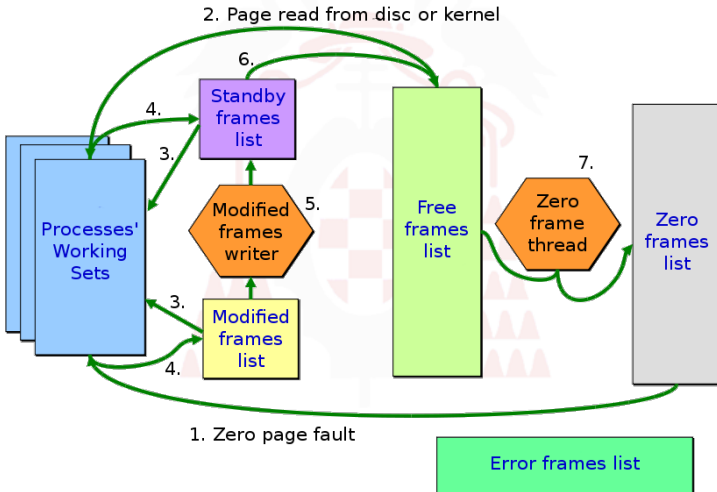 2. Page read from disc or kernel
6.
Standby
frames
list
4.
3.
7.
Processes'
Working
Sets
Modified
frames
writer
5.
Free
frames
list
Zero
frame
thread
Zero
frames
list
3.
Modified
frames
list
4.
1. Zero page fault
Error frames list